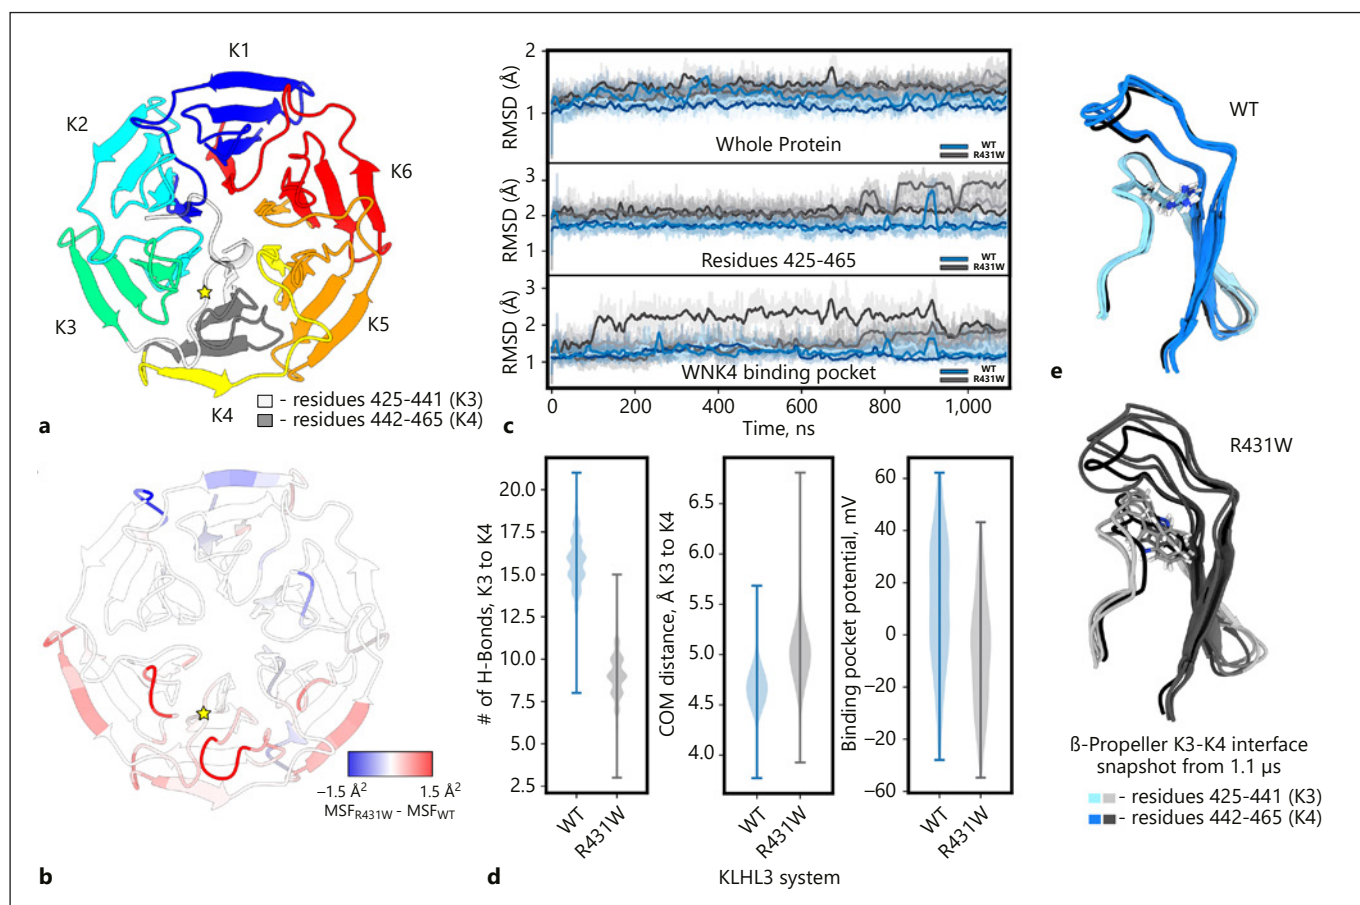 K1
K2
K6
K3
K5
K4
- residues 425-441 (K3)
- residues 442-465 (K4)
a
–1.5 Å² 1.5 Å²
MSFR431W - MSFWT
b
2
RMSD (Å)
1
Whole Protein
WT
R431W
3
RMSD (Å)
2
1
Residues 425-465
WT
R431W
3
RMSD (Å)
2
1
WNK4 binding pocket
WT
R431W
0 200 400 600 800 1,000
Time, ns
c
# of H-Bonds, K3 to K4
20.0
17.5
15.0
12.5
10.0
7.5
5.0
2.5
WT
R431W
COM distance, Å K3 to K4
6.5
6.0
5.5
5.0
4.5
4.0
WT
R431W
Binding pocket potential, mV
60
40
20
0
–20
–20
–40
–60
WT
R431W
KLHL3 system
d
WT
e
R431W
ß-Propeller K3-K4 interface
snapshot from 1.1 µs
- residues 425-441 (K3)
- residues 442-465 (K4)